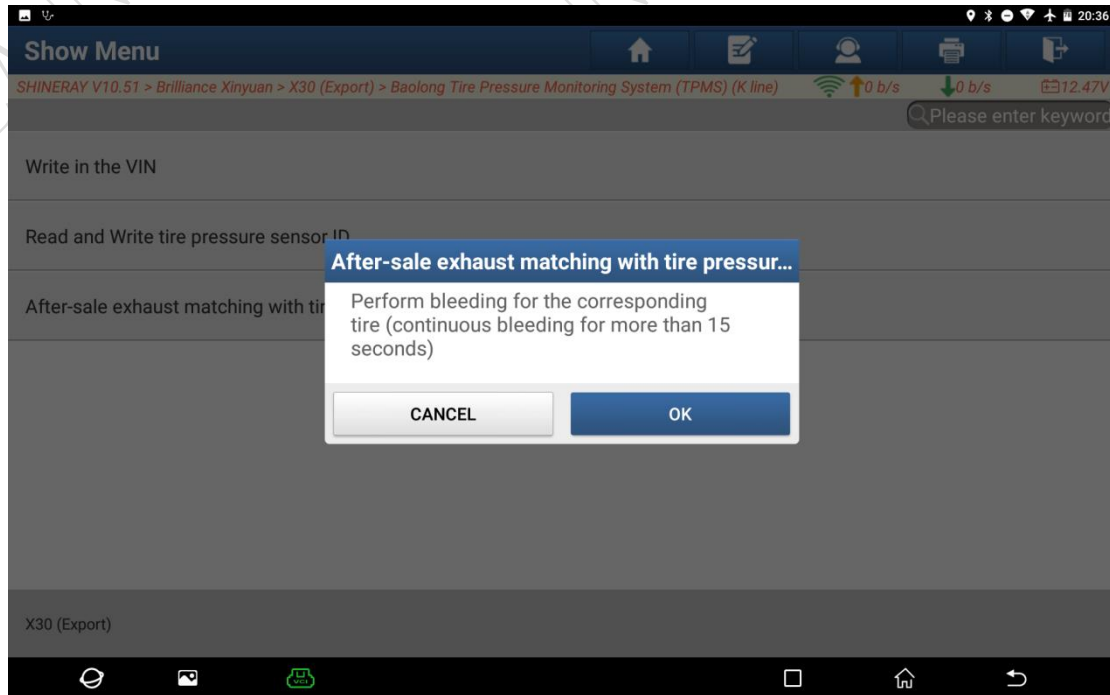 20:36
Show Menu
SHINERAY V10.51 > Brilliance Xinyuan > X30 (Export) > Baolong Tire Pressure Monitoring System (TPMS) (K line) 0 b/s 0 b/s 12.47V
Please enter keyword
Write in the VIN
Read and Write tire pressure sensor ID
After-sale exhaust matching with tir
After-sale exhaust matching with tire pressur...
Perform bleeding for the corresponding
tire (continuous bleeding for more than 15
seconds)
CANCEL OK
X30 (Export)
VCI